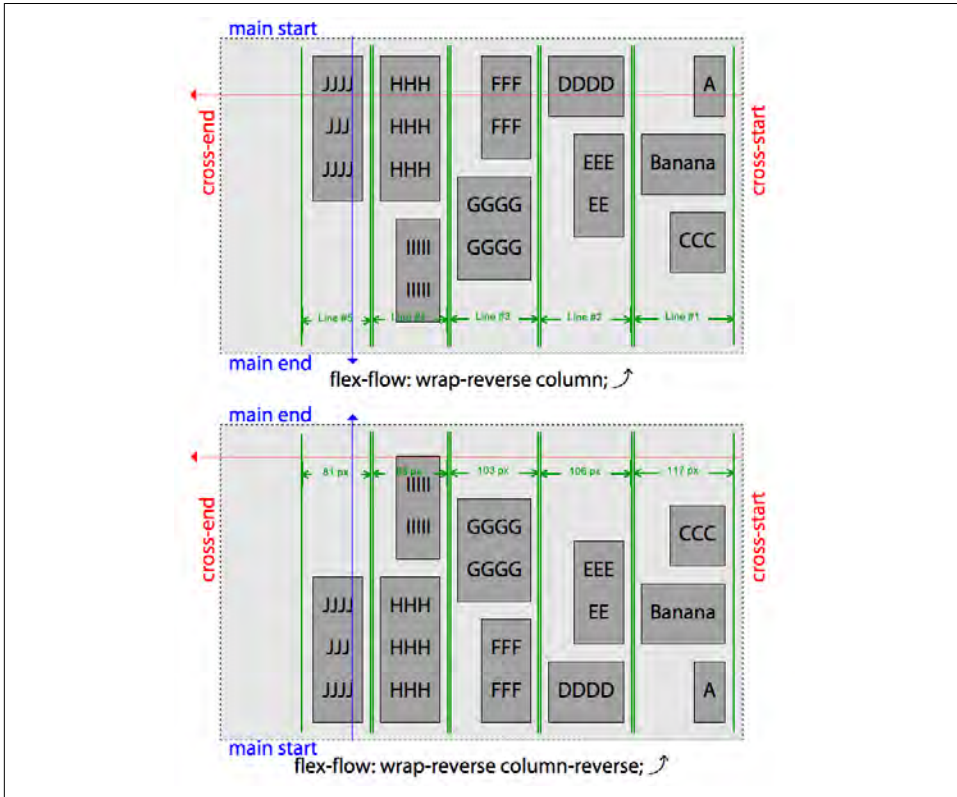 main start
JJJJ
JJJ
JJJJ
HHH
HHH
HHH
IIIII
IIIII
FFF
FFF
GGGG
GGGG
DDDD
EEE
EE
A
Banana
CCC
cross-end
cross-start
Line #5
Line #4
Line #3
Line #2
Line #1
main end
flex-flow: wrap-reverse column;
main end
81 px
px
103 px
106 px
117 px
IIIII
IIIII
JJJJ
JJJ
JJJJ
HHH
HHH
HHH
GGGG
GGGG
FFF
FFF
EEE
EE
DDDD
CCC
Banana
A
cross-end
cross-start
main start
flex-flow: wrap-reverse column-reverse;